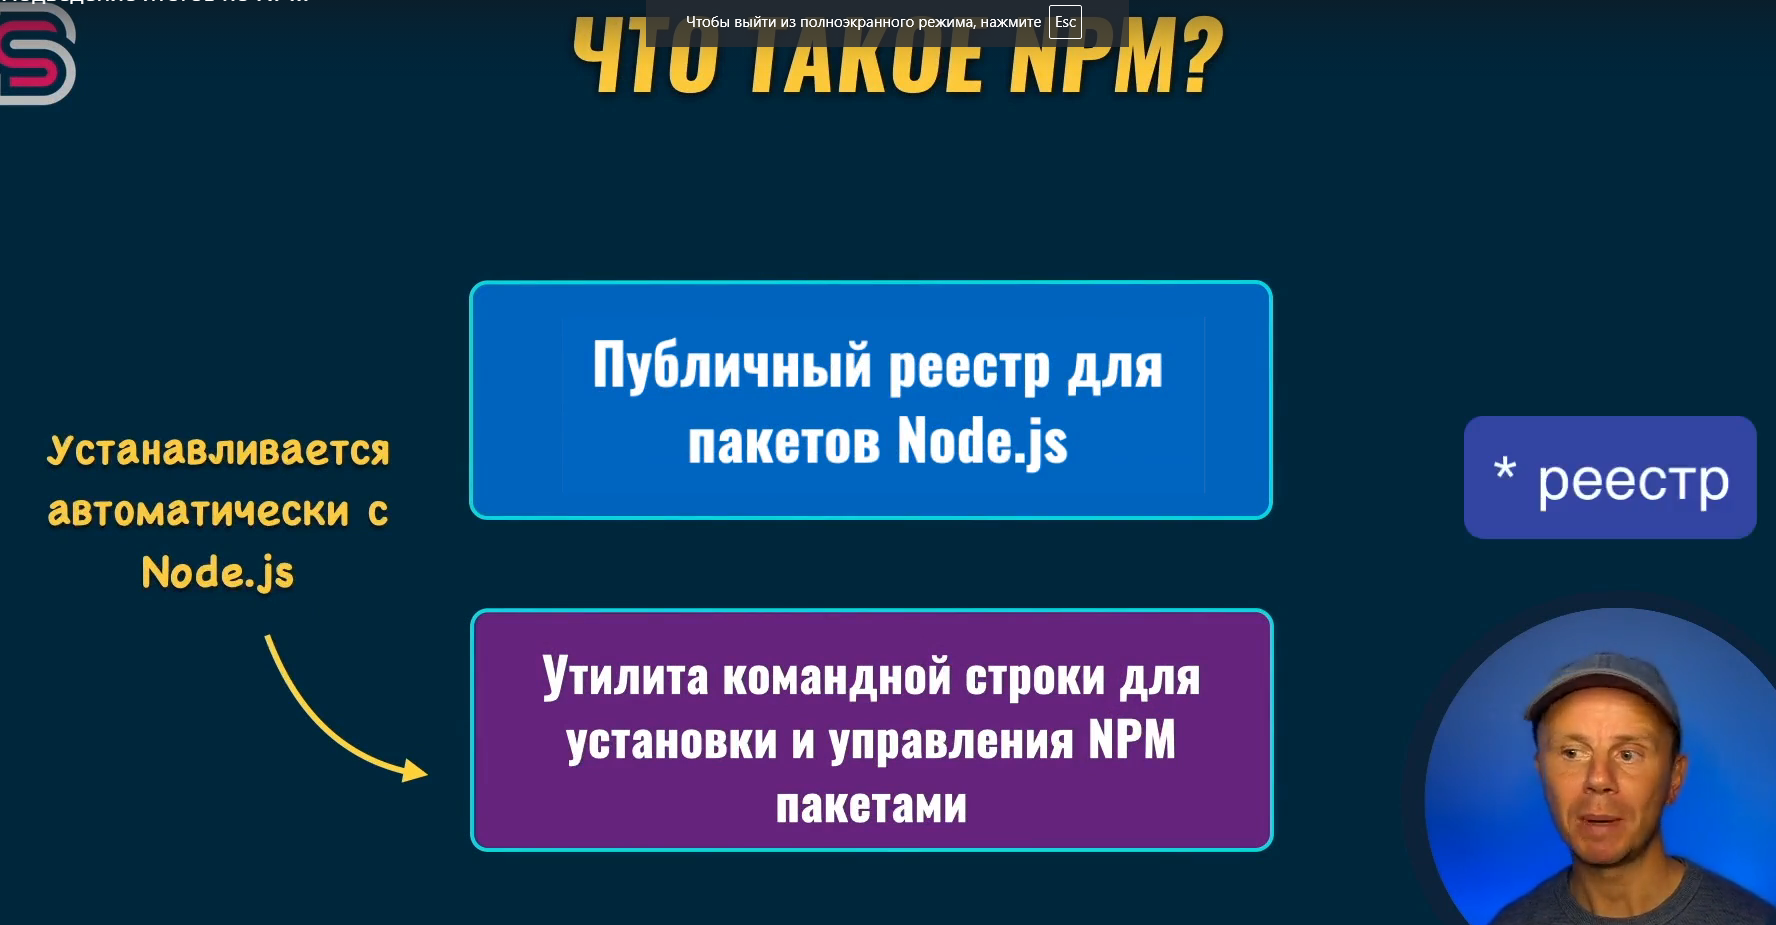 Чтобы выйти из полноэкранного режима, нажмите Esc
ЧТО ТАКОЕ NPM?
Публичный реестр для
пакетов Node.js
Устанавливается
автоматически с
Node.js
* реестр
Утилита командной строки для
установки и управления NPM
пакетами